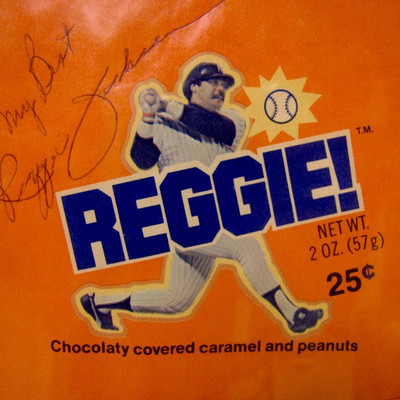 My Best
Reggie Jackson
REGGIE!
T.M.
NET WT.
2 OZ. (57g)
25¢
Chocolaty covered caramel and peanuts